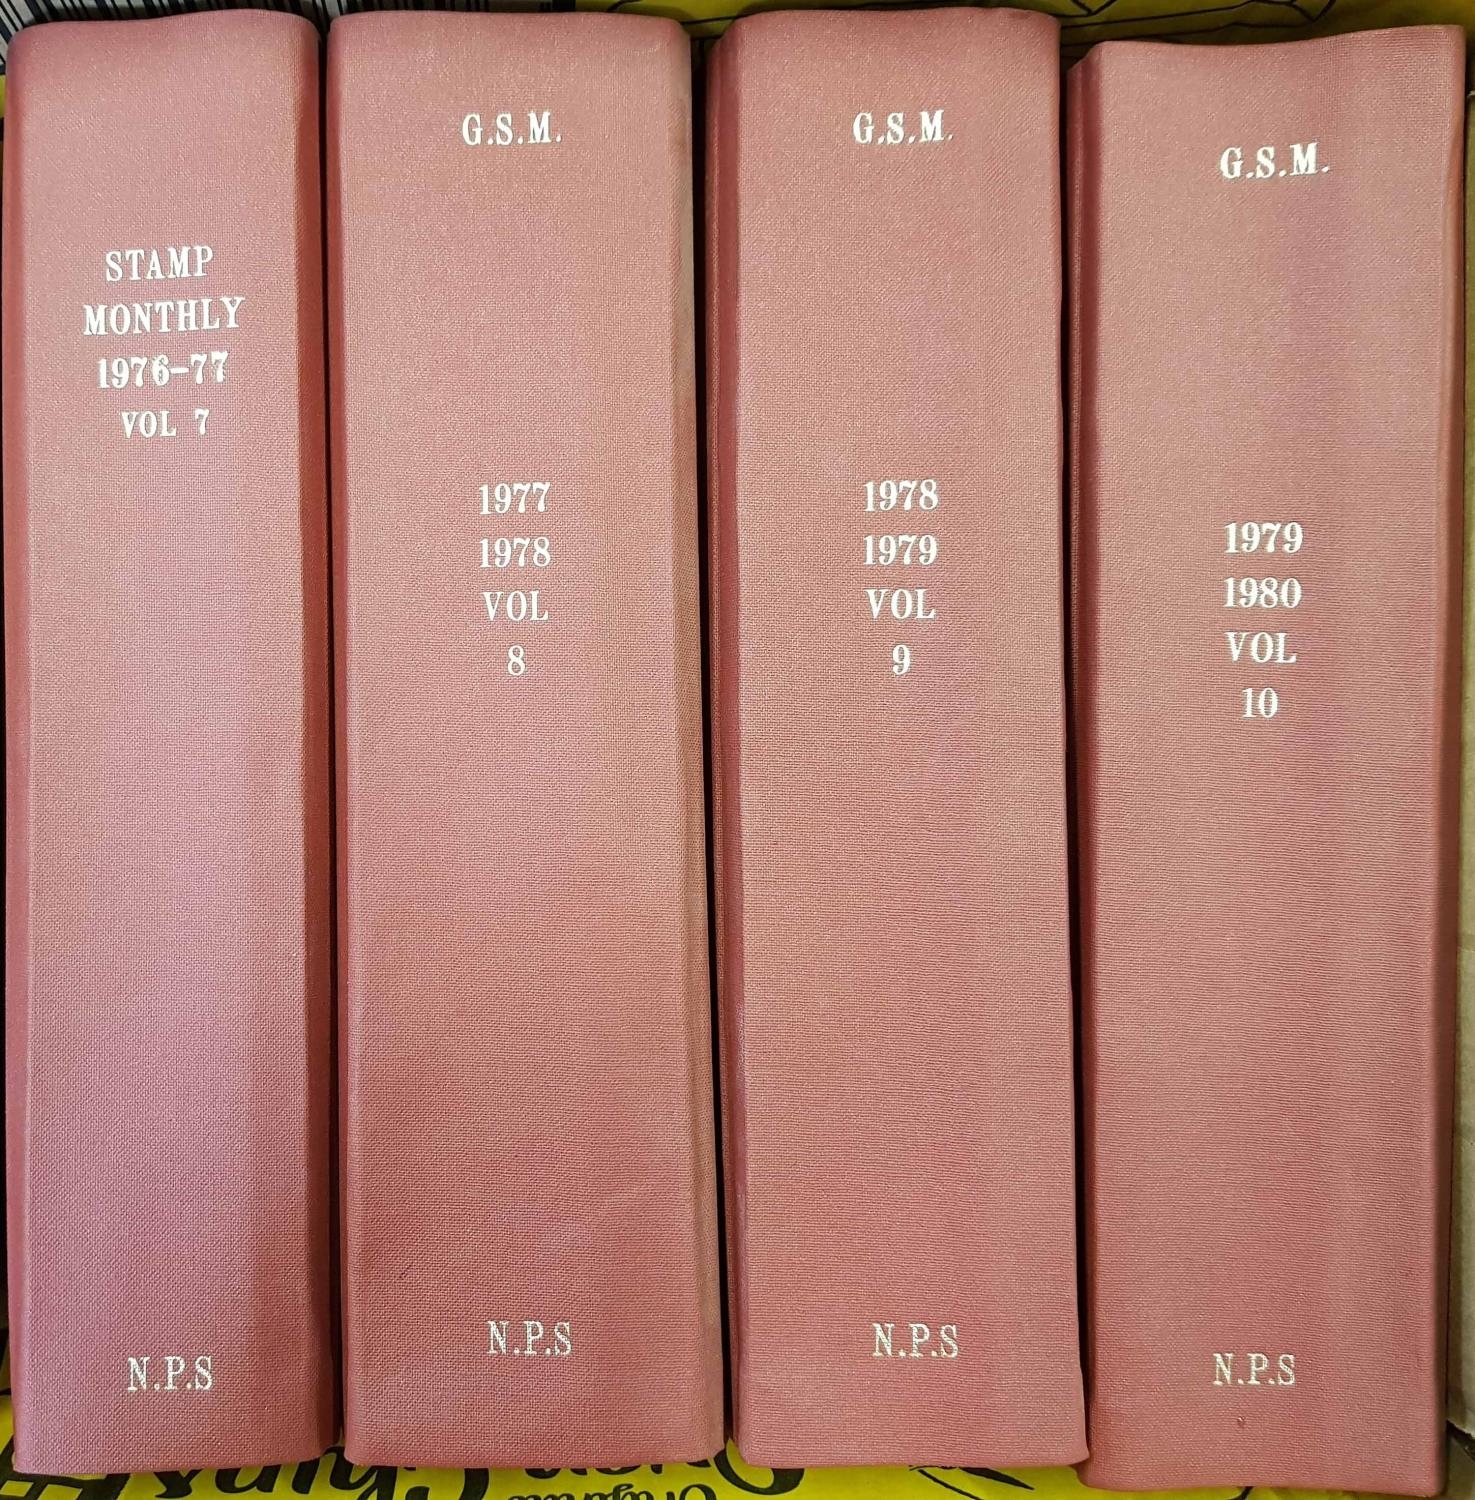 STAMP
MONTHLY
1976-77
VOL 7
N.P.S
G.S.M.
1977
1978
VOL
8
N.P.S
G.S.M.
1978
1979
VOL
9
N.P.S
G.S.M.
1979
1980
VOL
10
N.P.S